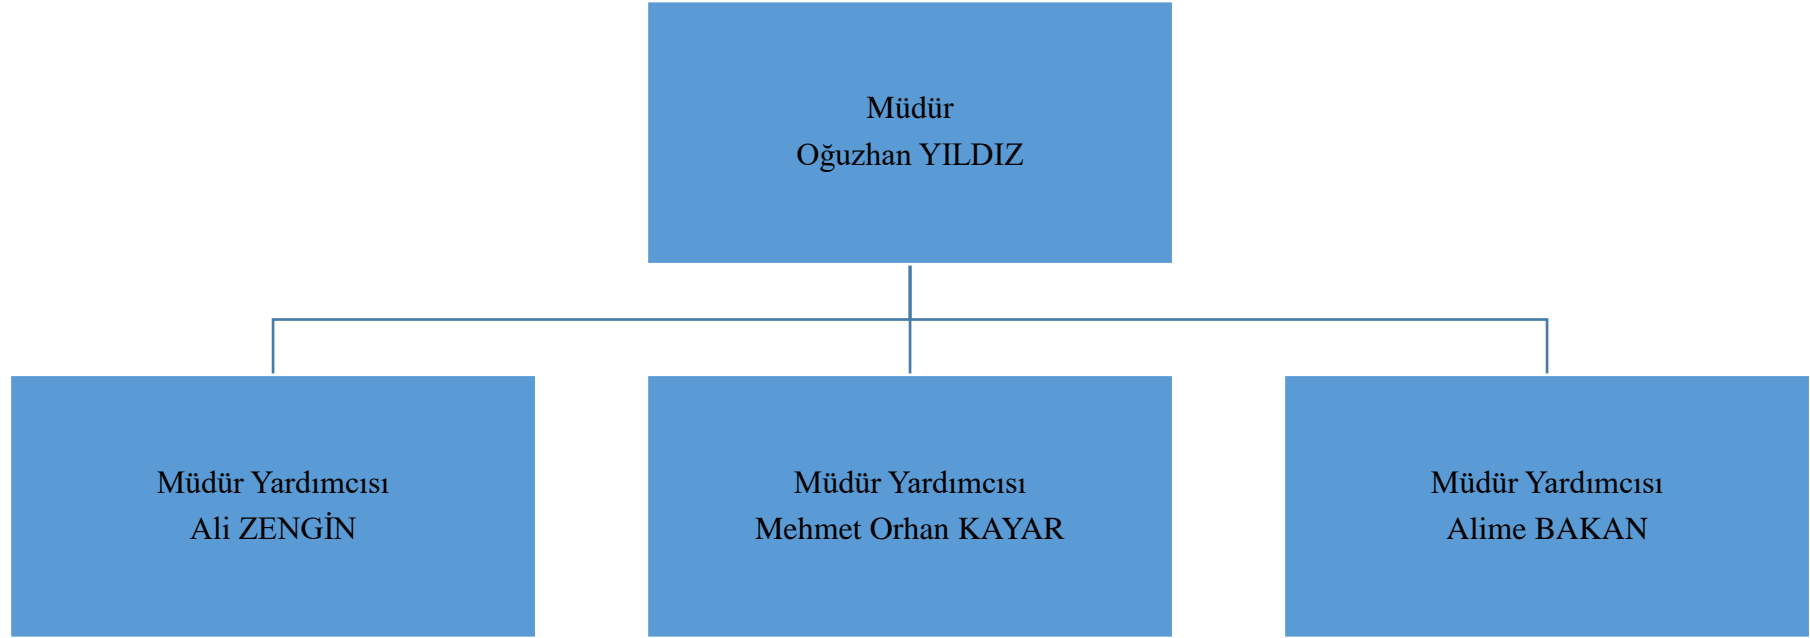 Müdür
Oğuzhan YILDIZ
Müdür Yardımcısı
Ali ZENGİN
Müdür Yardımcısı
Mehmet Orhan KAYAR
Müdür Yardımcısı
Alime BAKAN